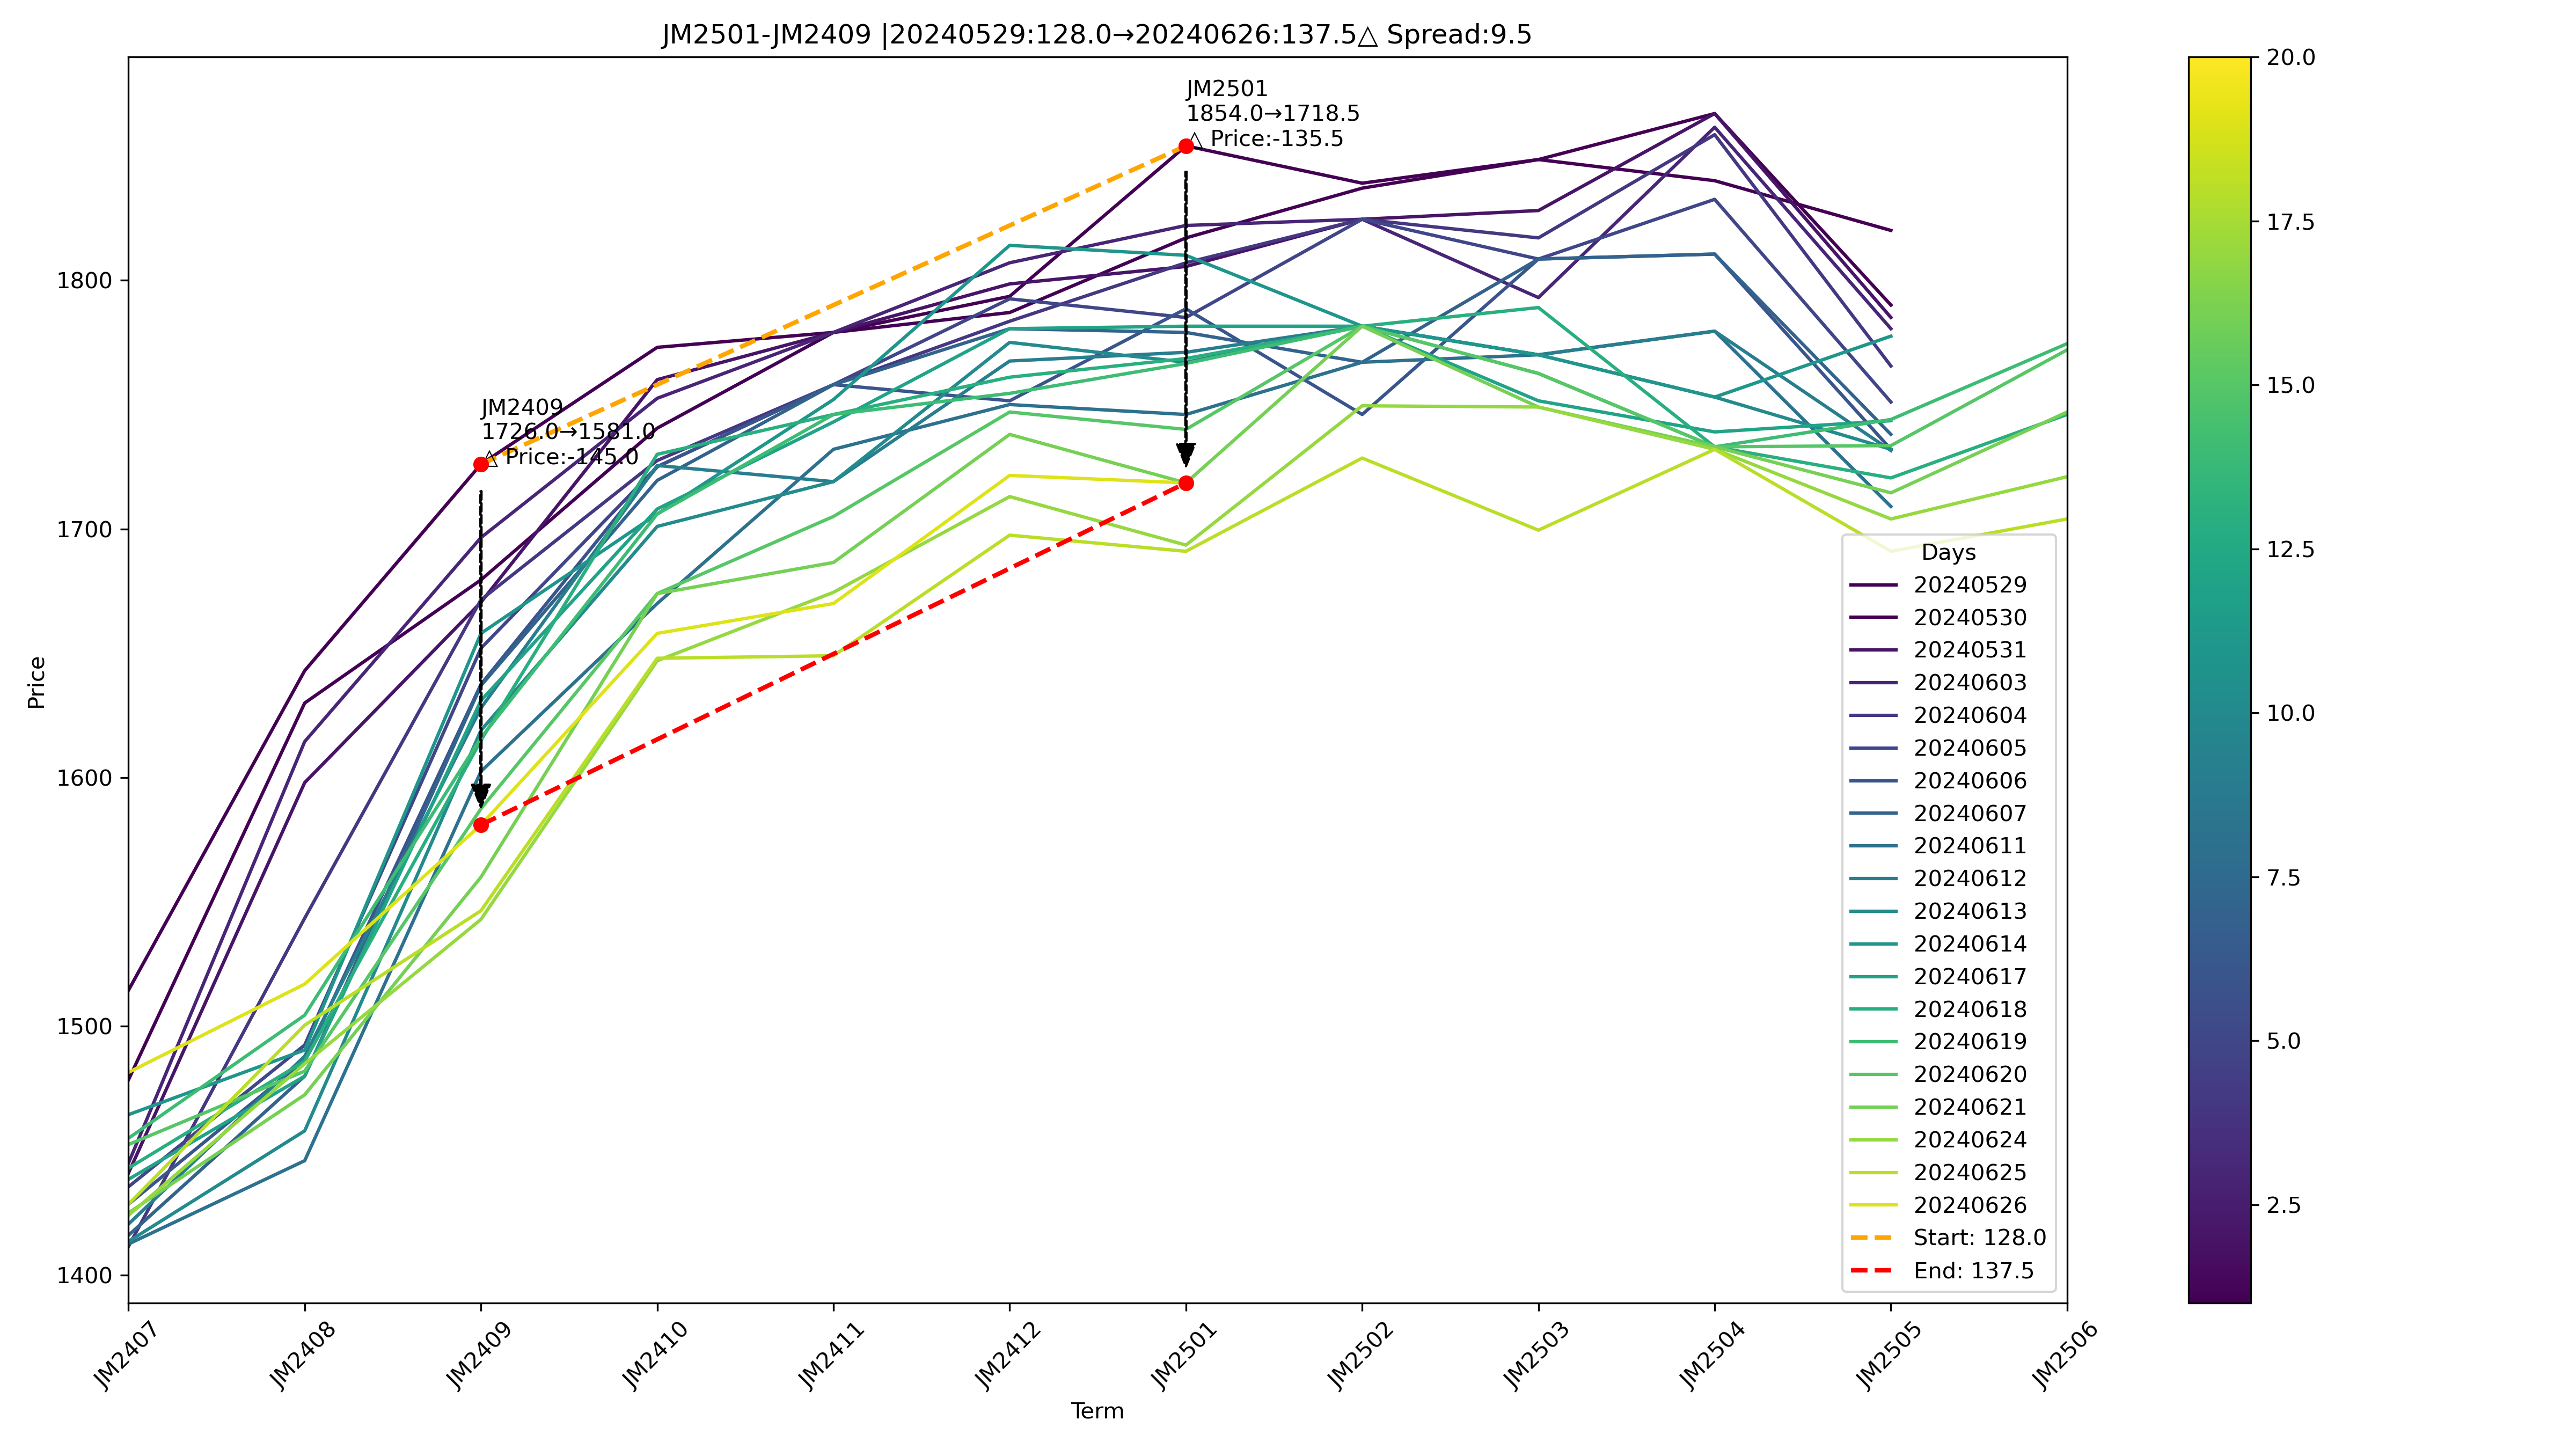 JM2501-JM2409 |20240529:128.0→20240626:137.5△ Spread:9.5
JM2501
1854.0→1718.5
△ Price:-135.5
JM2409
1726.0→1581.0
△ Price:-145.0
Price
1800
1700
1600
1500
1400
JM2407
JM2408
JM2409
JM2410
JM2411
JM2412
JM2501
JM2502
JM2503
JM2504
JM2505
JM2506
Term
Days
20240529
20240530
20240531
20240603
20240604
20240605
20240606
20240607
20240611
20240612
20240613
20240614
20240617
20240618
20240619
20240620
20240621
20240624
20240625
20240626
Start: 128.0
End: 137.5
20.0
17.5
15.0
12.5
10.0
7.5
5.0
2.5